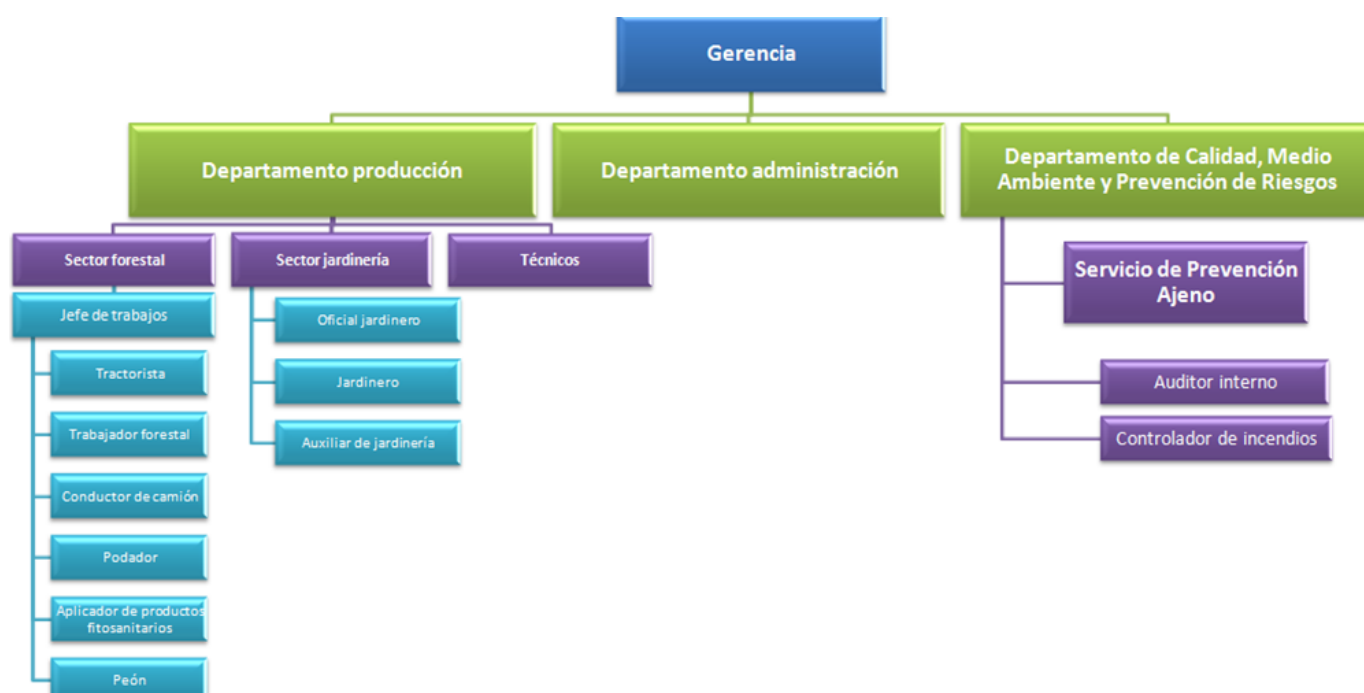 Gerencia
Departamento producción
Departamento administración
Departamento de Calidad, Medio
Ambiente y Prevención de Riesgos
Sector forestal
Sector jardinería
Técnicos
Servicio de Prevención
Ajeno
Jefe de trabajos
Oficial jardinero
Tractorista
Jardinero
Auditor interno
Trabajador forestal
Auxiliar de jardinería
Controlador de incendios
Conductor de camión
Podador
Aplicador de productos
fitosanitarios
Peón